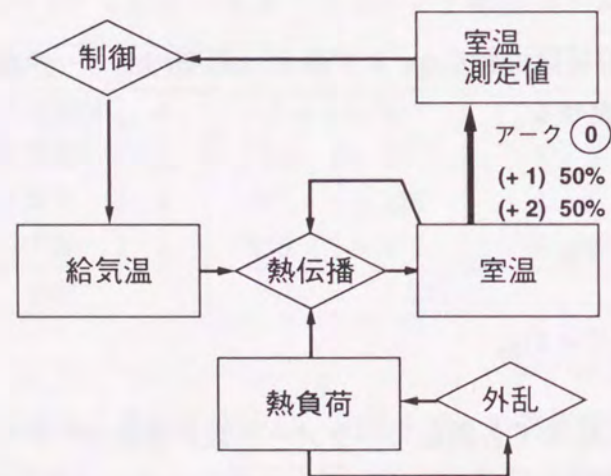 制御
室温
測定値
アーク 0
(+ 1) 50%
(+ 2) 50%
給気温
熱伝播
室温
熱負荷
外乱